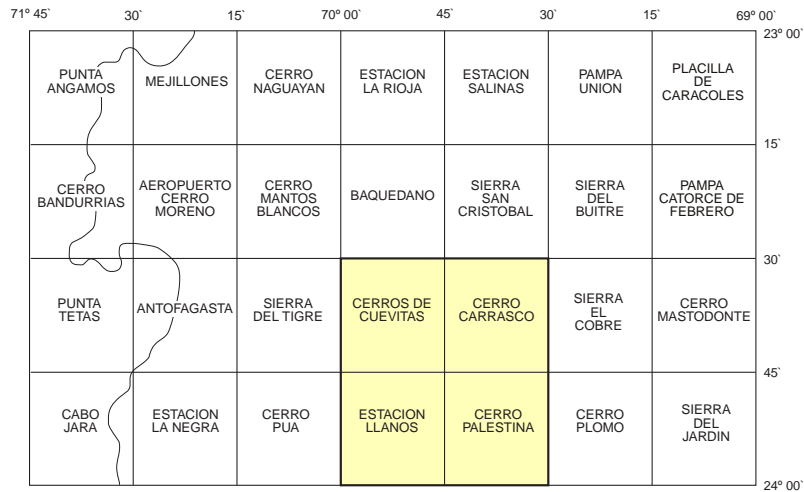 71º 45` 30` 15` 70º 00` 45` 30` 15` 69º 00`
23º 00`
PUNTA
ANGAMOS
MEJILLONES
CERRO
NAGUAYAN
ESTACION
LA RIOJA
ESTACION
SALINAS
PAMPA
UNION
PLACILLA
DE
CARACOLES
15`
CERRO
BANDURRIAS
AEROPUERTO
CERRO
MORENO
CERRO
MANTOS
BLANCOS
BAQUEDANO
SIERRA
SAN
CRISTOBAL
SIERRA
DEL
BUITRE
PAMPA
CATORCE DE
FEBRERO
30`
PUNTA
TETAS
ANTOFAGASTA
SIERRA
DEL TIGRE
CERROS DE
CUEVITAS
CERRO
CARRASCO
SIERRA
EL
COBRE
CERRO
MASTODONTE
45`
CABO
JARA
ESTACION
LA NEGRA
CERRO
PUA
ESTACION
LLANOS
CERRO
PALESTINA
CERRO
PLOMO
SIERRA
DEL
JARDIN
24º 00`